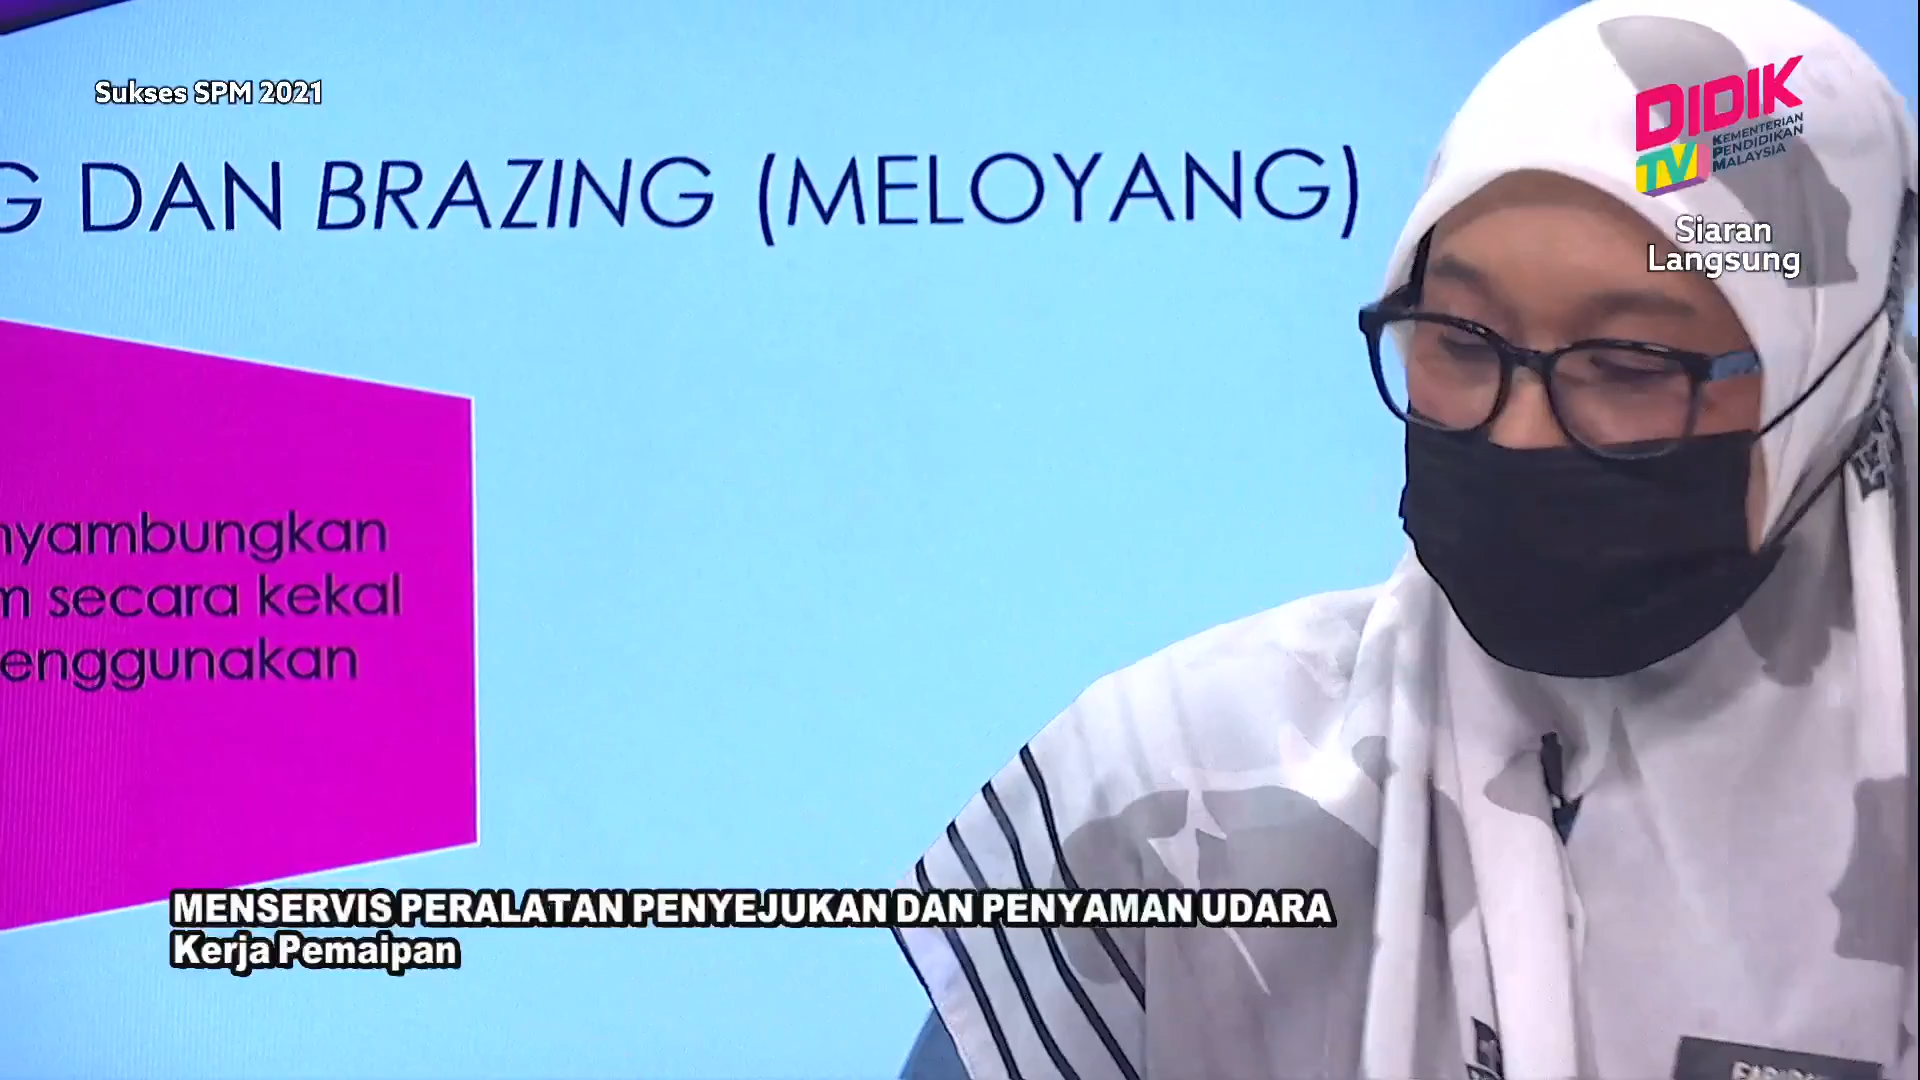 Sukses SPM 2021
DIDIK
TV
KEMENTERIAN
PENDIDIKAN
MALAYSIA
Siaran
Langsung
G DAN BRAZING (MELOYANG)
nyambungkan
m secara kekal
enggunakan
MENSERVIS PERALATAN PENYEJUKAN DAN PENYAMAN UDARA
Kerja Pemaipan